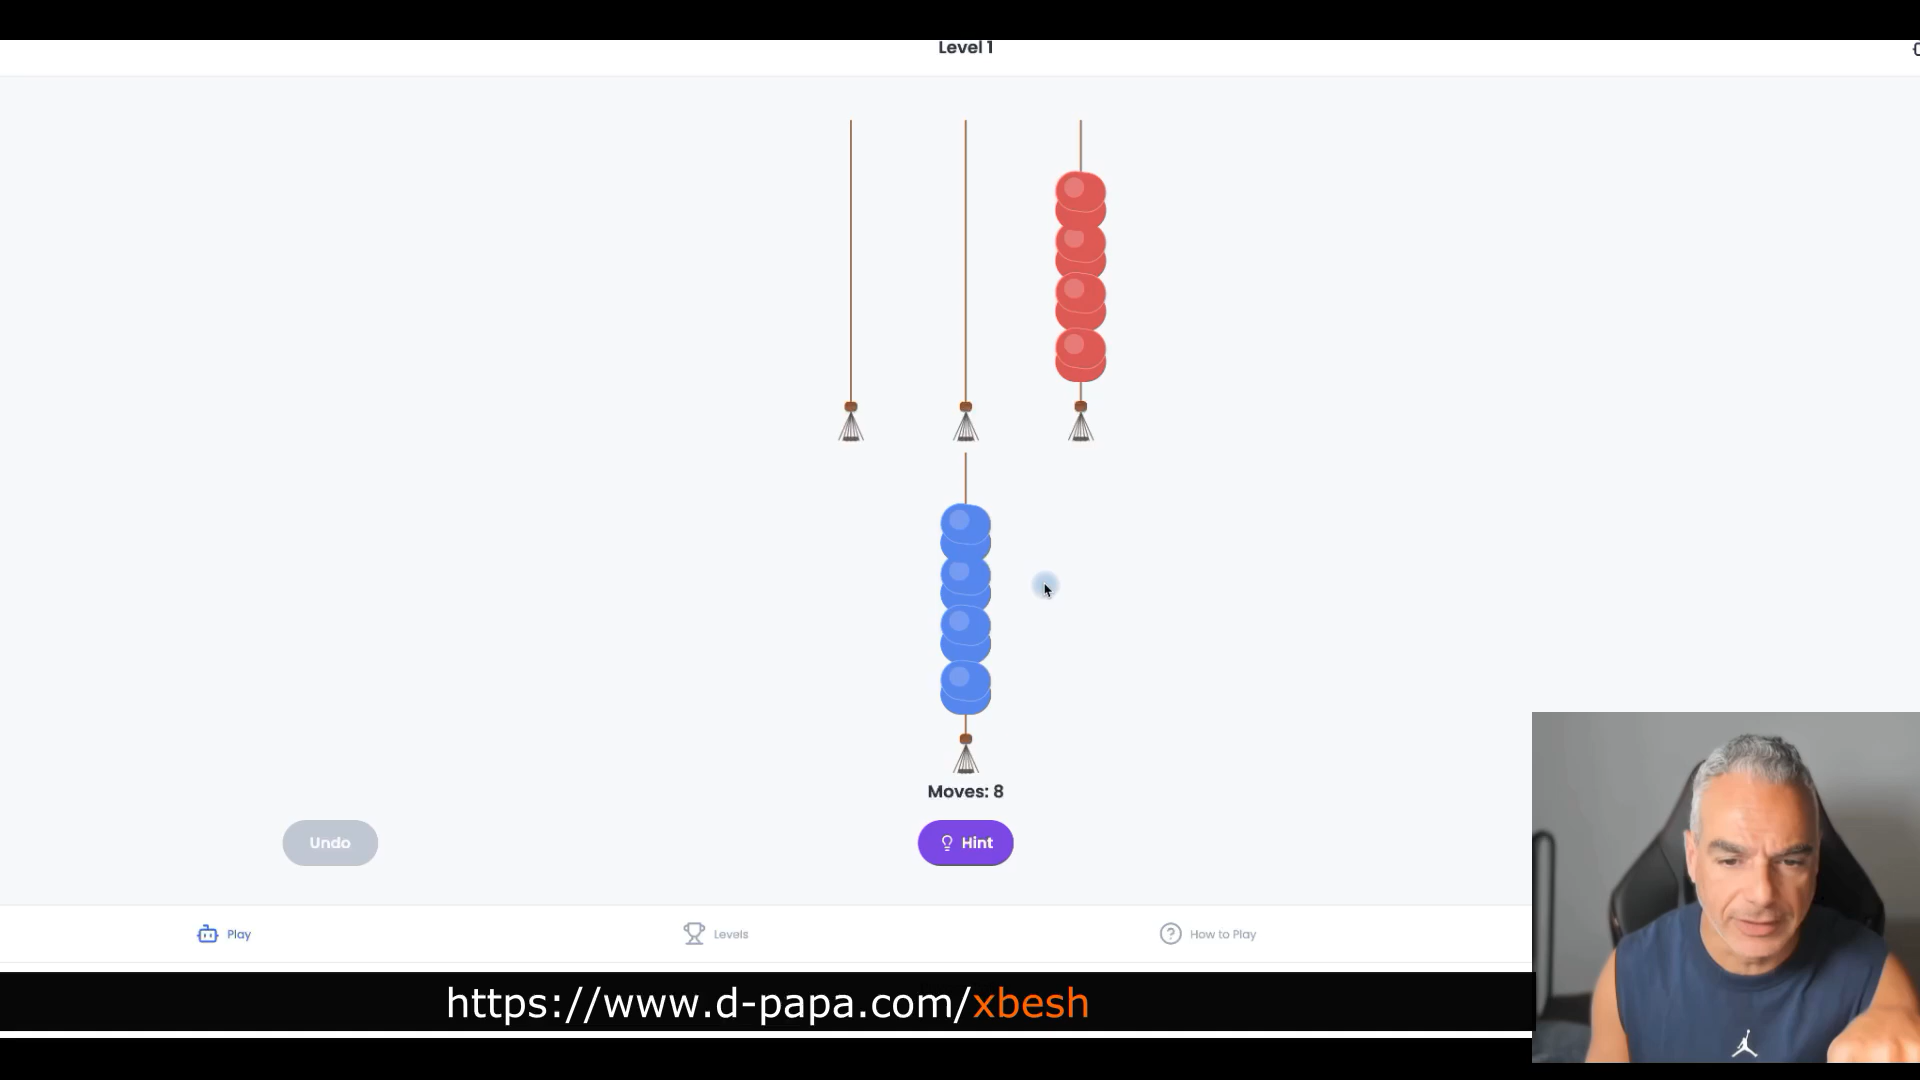 Level 1
Moves: 8
Undo
Hint
Play
Levels
How to Play
https://www.d-papa.com/xbesh